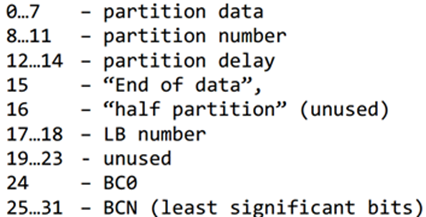 0…7 – partition data
8…11 – partition number
12…14 – partition delay
15 – “End of data”,
16 – “half partition” (unused)
17…18 – LB number
19…23 - unused
24 – BC0
25…31 – BCN (least significant bits)